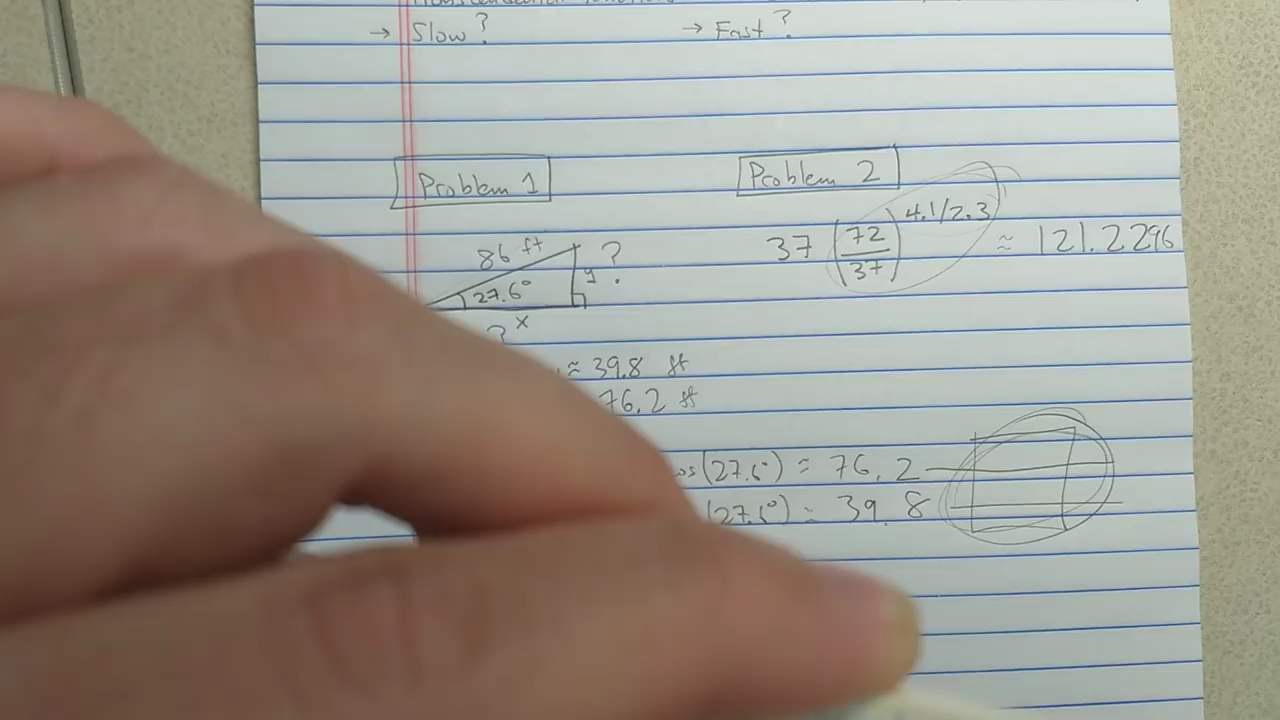 → Slow?
→ Fast?
Problem 1
86 ft
27.6°
y ?
? x
≈ 39.8 ft
76.2 ft
os(27.6°) ≈ 76.2
(27.6°) ≈ 39.8
Problem 2
37 (72/37)^4.1/2.3 ≈ 121.2296